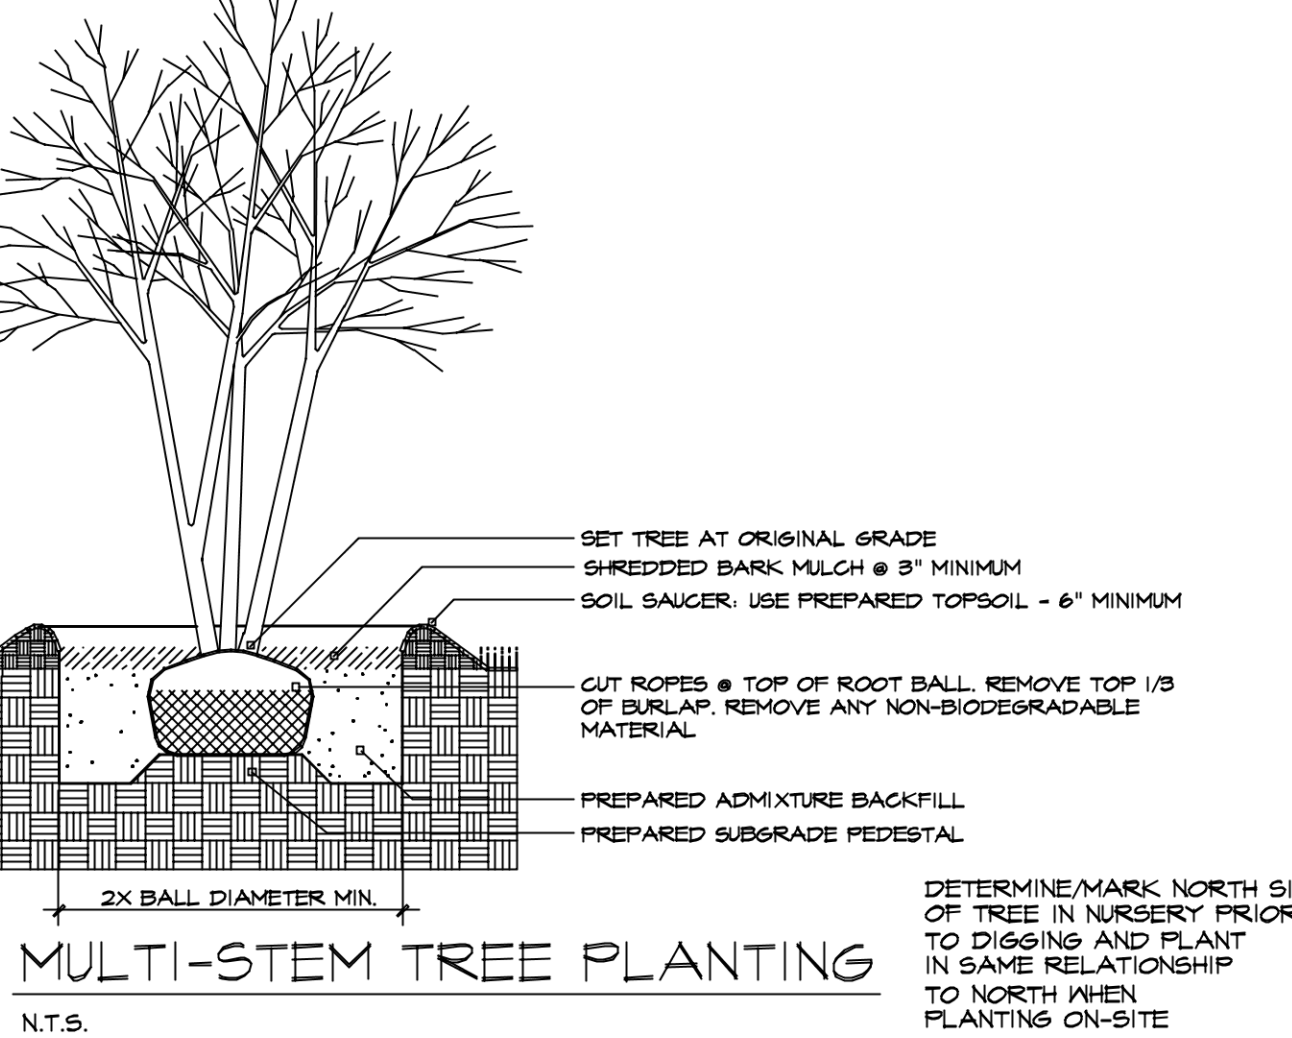 SET TREE AT ORIGINAL GRADE
SHREDDED BARK MULCH @ 3" MINIMUM
SOIL SAUCER: USE PREPARED TOPSOIL - 6" MINIMUM
CUT ROPES @ TOP OF ROOT BALL. REMOVE TOP 1/3
OF BURLAP. REMOVE ANY NON-BIODEGRADABLE
MATERIAL
PREPARED ADMIXTURE BACKFILL
PREPARED SUBGRADE PEDESTAL
2X BALL DIAMETER MIN.
MULTI-STEM TREE PLANTING
N.T.S.
DETERMINE/MARK NORTH SI
OF TREE IN NURSERY PRIOR
TO DIGGING AND PLANT
IN SAME RELATIONSHIP
TO NORTH WHEN
PLANTING ON-SITE